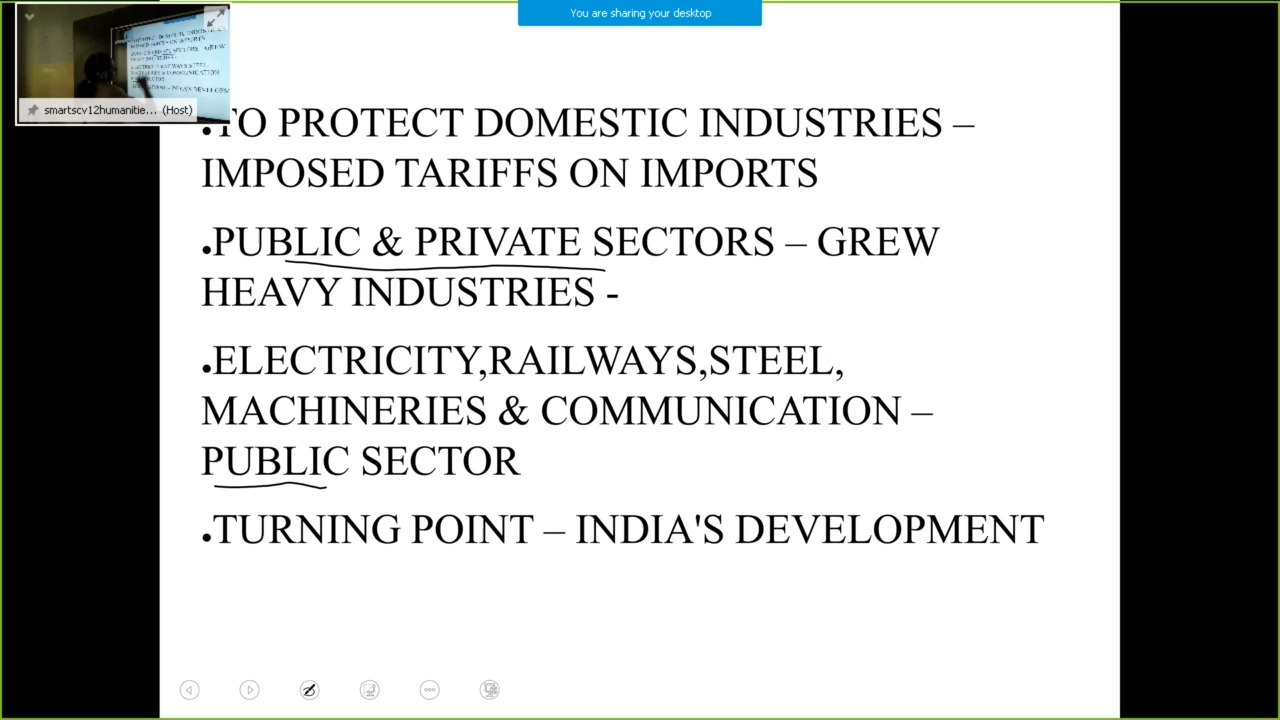 You are sharing your desktop
smartscv12humanitie... (Host)
•TO PROTECT DOMESTIC INDUSTRIES –
IMPOSED TARIFFS ON IMPORTS
•PUBLIC & PRIVATE SECTORS – GREW
HEAVY INDUSTRIES -
•ELECTRICITY,RAILWAYS,STEEL,
MACHINERIES & COMMUNICATION –
PUBLIC SECTOR
•TURNING POINT – INDIA'S DEVELOPMENT